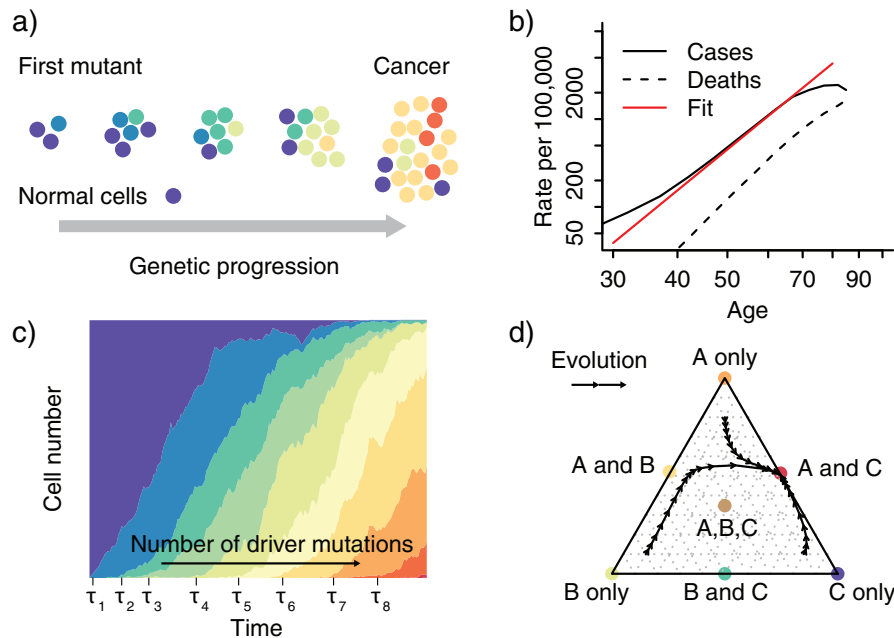 a)
First mutant
Cancer
Normal cells
Genetic progression
b)
Cases
Deaths
Fit
Rate per 100,000
2000
200
50
30 40 50 70 90
Age
c)
Cell number
Number of driver mutations
τ1 τ2 τ3 τ4 τ5 τ6 τ7 τ8
Time
d)
Evolution
A only
A and B
A and C
A,B,C
B only
B and C
C only